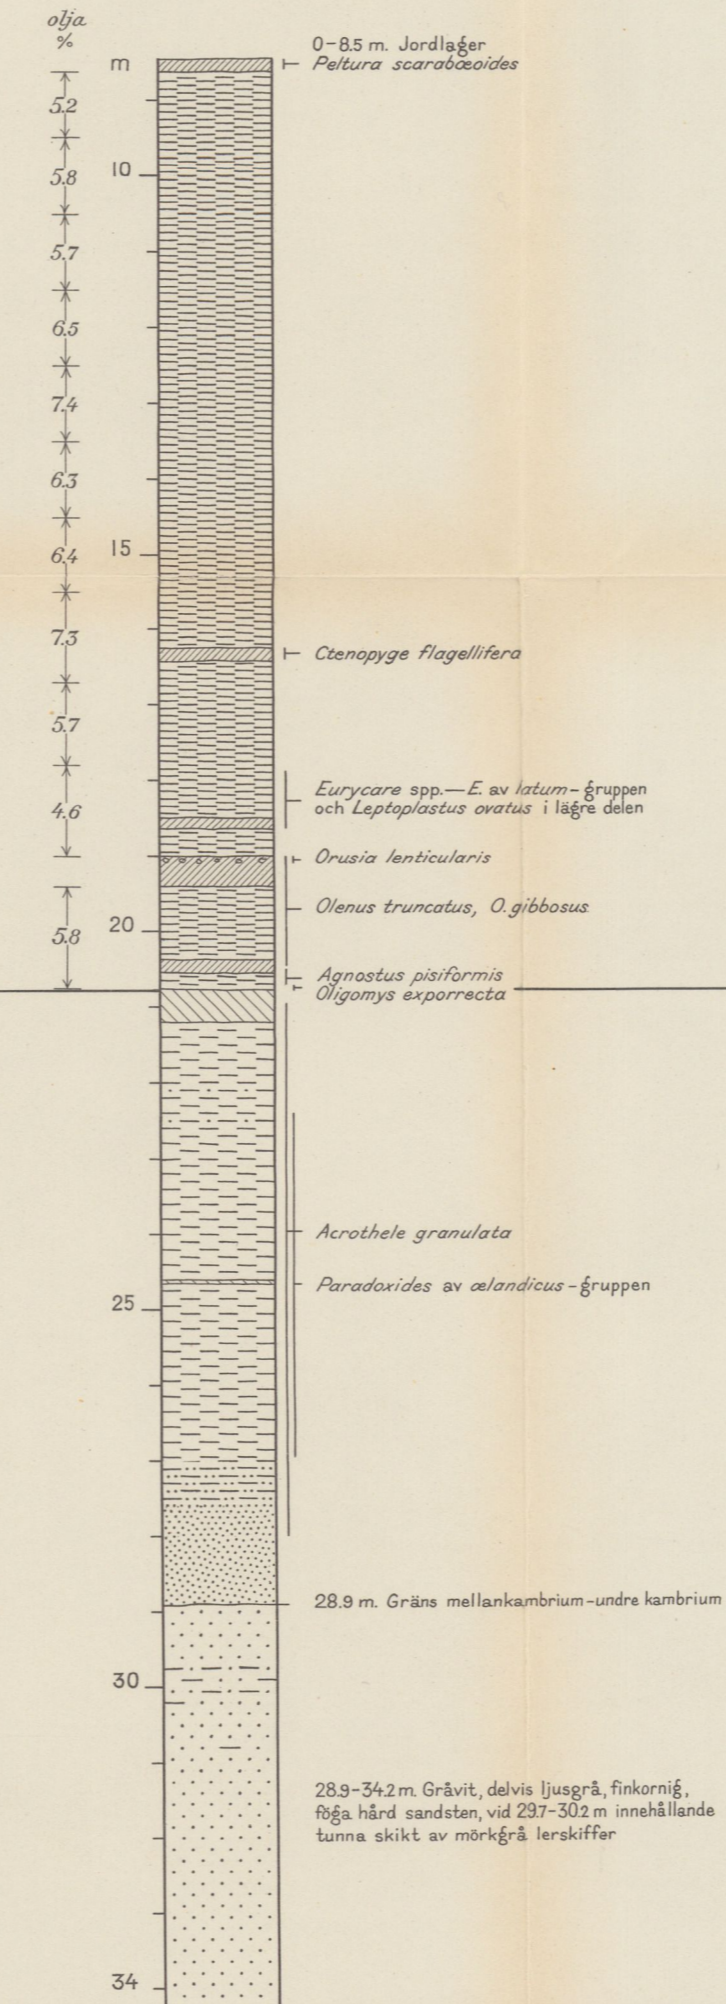 olja
%
0-8.5 m. Jordlager
m
Peltura scarabæoides
5.2
10
5.8
5.7
6.5
7.4
6.3
15
6.4
7.3
Ctenopyge flagellifera
5.7
Eurycare spp.—E. av latum-gruppen
4.6
och Leptoplastus ovatus i lägre delen
Orusia lenticularis
Olenus truncatus, O. gibbosus
20
5.8
Agnostus pisiformis
Oligomys exporrecta
Acrothele granulata
Paradoxides av œlandicus-gruppen
25
28.9 m. Gräns mellankambrium-undre kambrium
30
28.9-34.2 m. Gråvit, delvis ljusgrå, finkornig,
föga hård sandsten, vid 29.7-30.2 m innehållande
tunna skikt av mörkgrå lerskiffer
34